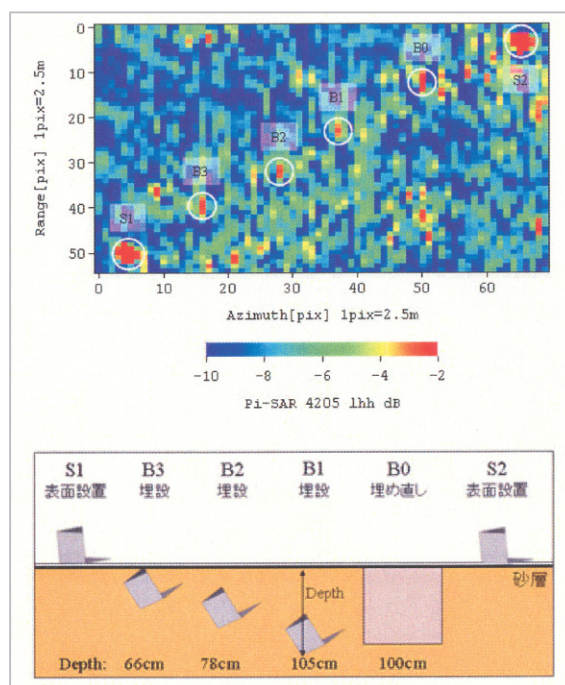 0
10
20
30
40
50
Range[pix] 1pix=2.5m
B0
S2
B1
B2
B3
S1
0 10 20 30 40 50 60
Azimuth[pix] 1pix=2.5m
-10 -8 -6 -4 -2
Pi-SAR 4205 lhh dB
S1 B3 B2 B1 B0 S2
表面設置 埋設 埋設 埋設 埋め直し 表面設置
砂層
Depth
Depth: 66cm 78cm 105cm 100cm